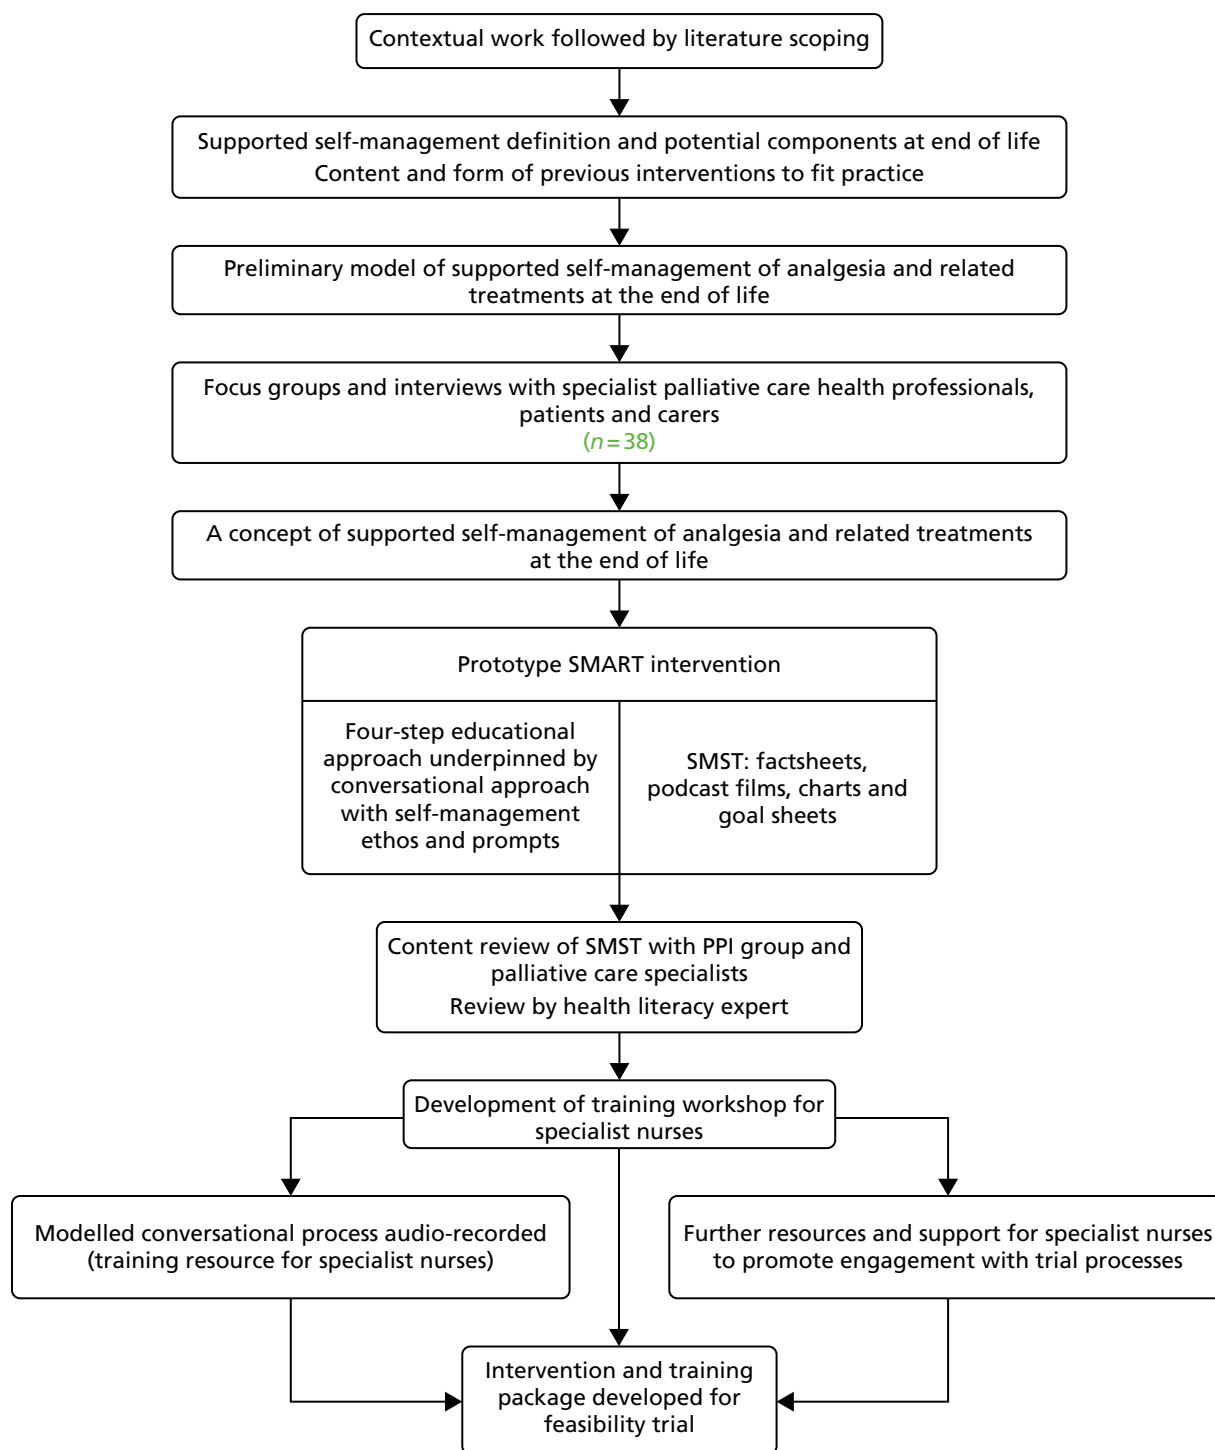 Contextual work followed by literature scoping
Supported self-management definition and potential components at end of life
Content and form of previous interventions to fit practice
Preliminary model of supported self-management of analgesia and related
treatments at the end of life
Focus groups and interviews with specialist palliative care health professionals,
patients and carers
(n=38)
A concept of supported self-management of analgesia and related treatments
at the end of life
Prototype SMART intervention
Four-step educational
approach underpinned by
conversational approach
with self-management
ethos and prompts
SMST: factsheets,
podcast films, charts and
goal sheets
Content review of SMST with PPI group and
palliative care specialists
Review by health literacy expert
Development of training workshop for
specialist nurses
Modelled conversational process audio-recorded
(training resource for specialist nurses)
Further resources and support for specialist nurses
to promote engagement with trial processes
Intervention and training
package developed for
feasibility trial